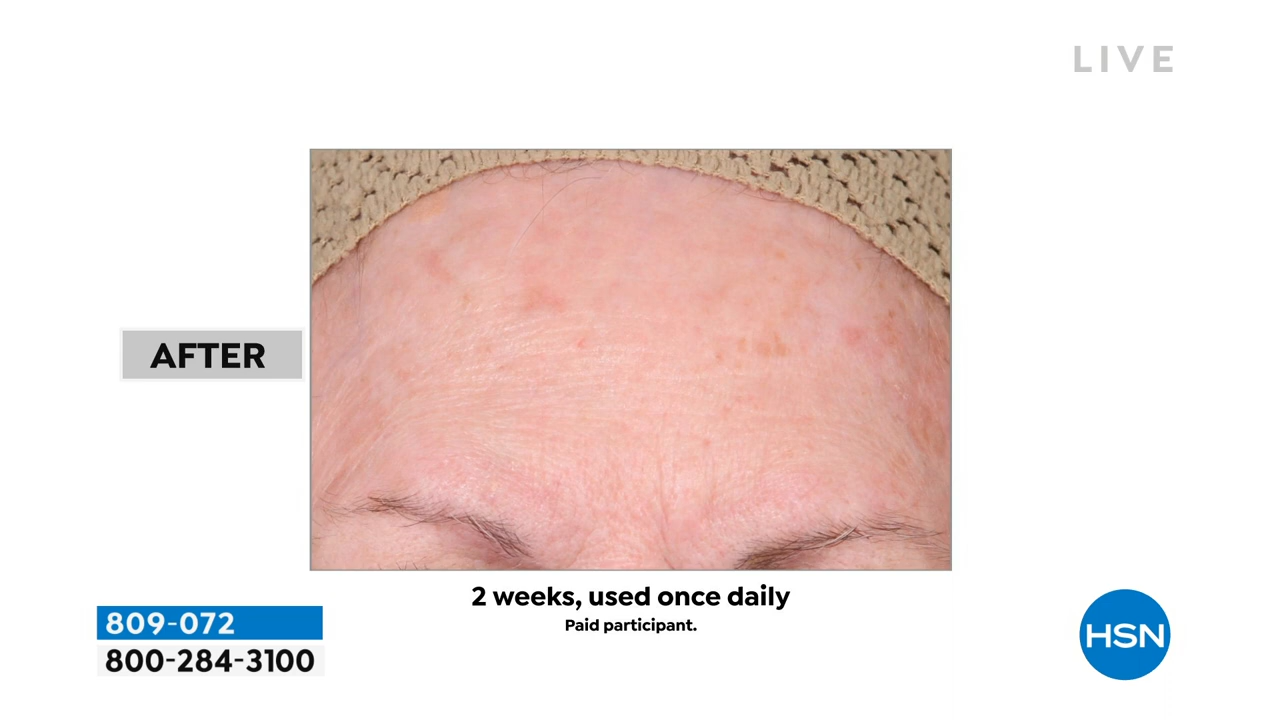 LIVE
AFTER
2 weeks, used once daily
Paid participant.
809-072
800-284-3100
HSN